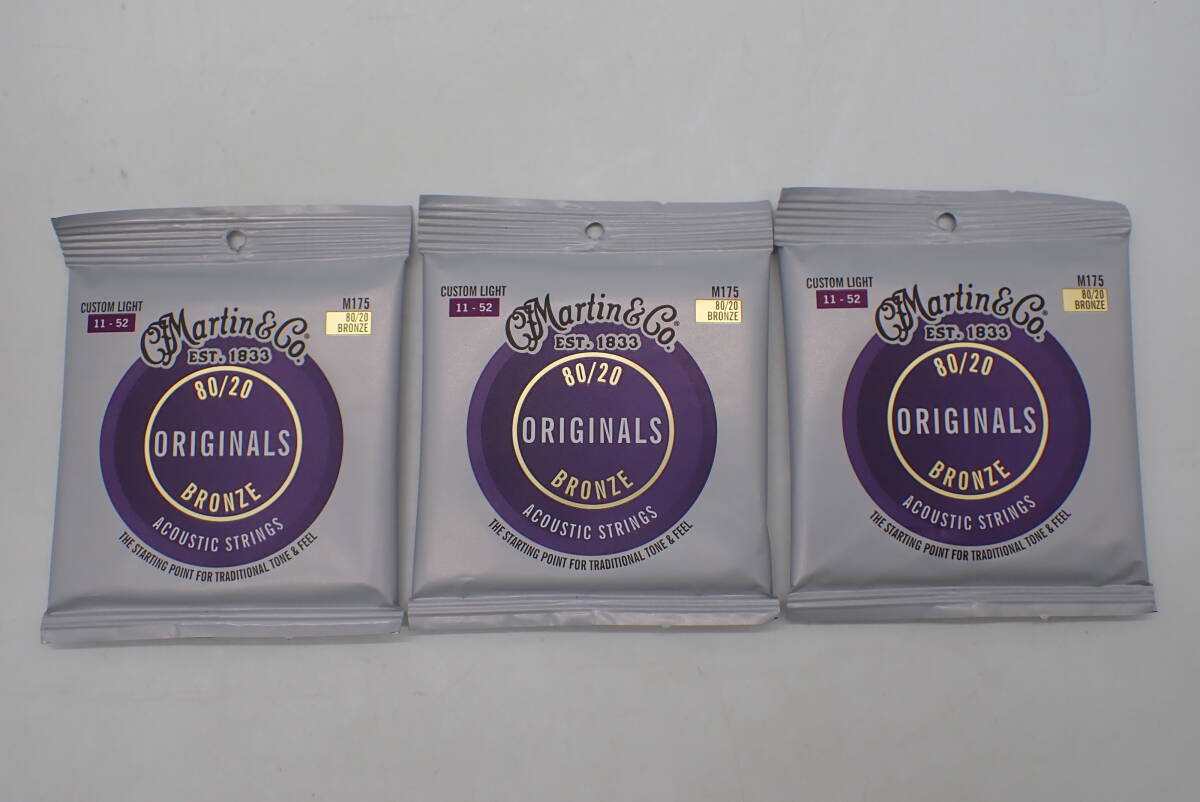 CUSTOM LIGHT
11 - 52
M175
80/20
BRONZE
Martin & Co.
EST. 1833
80/20
ORIGINALS
BRONZE
ACOUSTIC STRINGS
THE STARTING POINT FOR TRADITIONAL TONE & FEEL
CUSTOM LIGHT
11 - 52
M175
80/20
BRONZE
Martin & Co.®
EST. 1833
80/20
ORIGINALS
BRONZE
ACOUSTIC STRINGS
THE STARTING POINT FOR TRADITIONAL TONE & FEEL
CUSTOM LIGHT
11 - 52
M175
80/20
BRONZE
Martin & Co.®
EST. 1833
80/20
ORIGINALS
BRONZE
ACOUSTIC STRINGS
THE STARTING POINT FOR TRADITIONAL TONE & FEEL